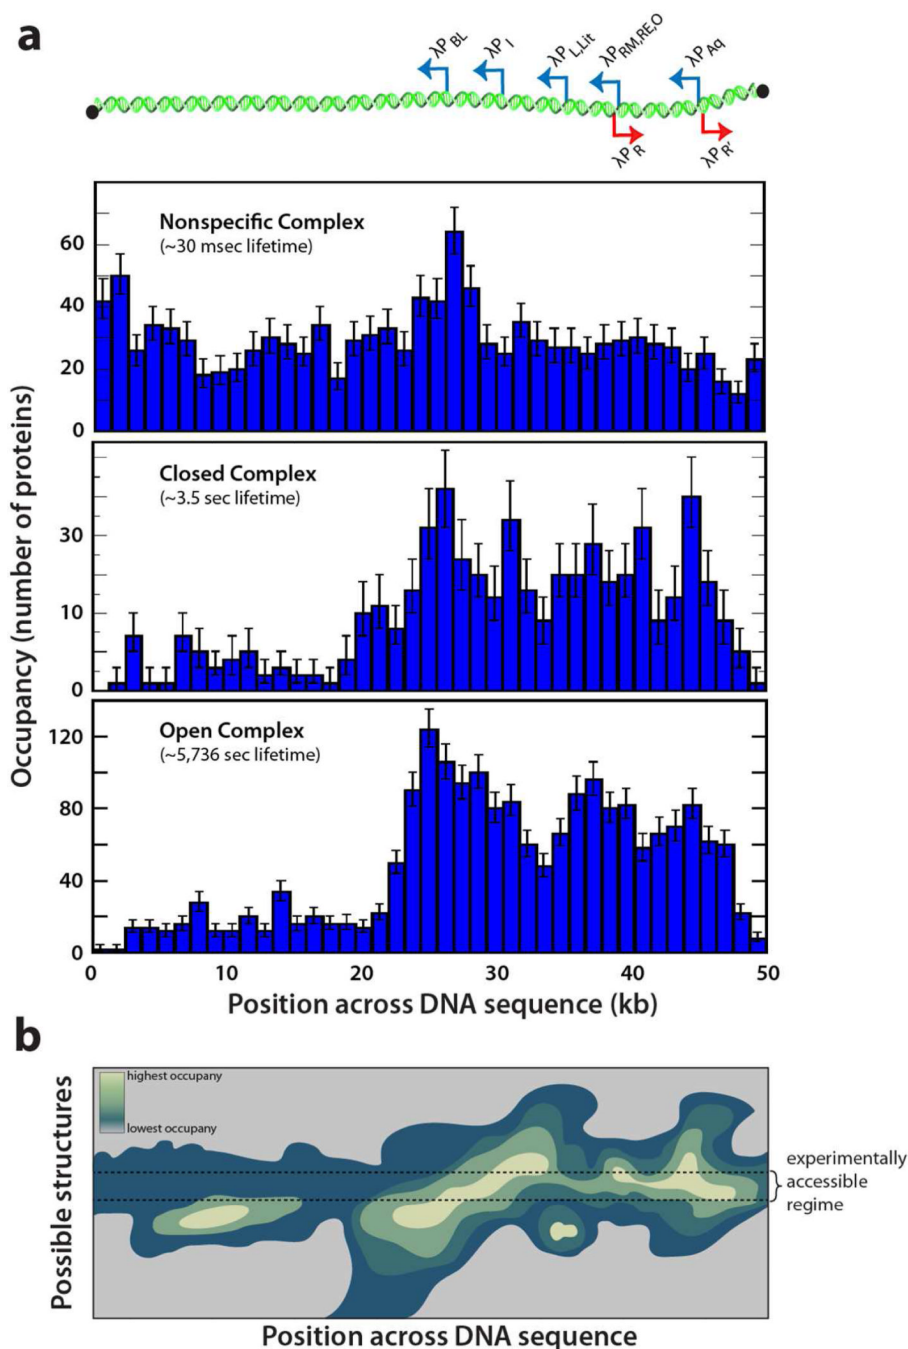 a
λP BL
λP I
λP L,Lit
λP RM,RE,O
λP Aq
λP R
λP R'
Nonspecific Complex
(~30 msec lifetime)
60
40
20
0
Closed Complex
(~3.5 sec lifetime)
30
10
0
Open Complex
(~5,736 sec lifetime)
120
80
40
0
Occupancy (number of proteins)
0 10 20 30 40 50
Position across DNA sequence (kb)
b
highest occupany
lowest occupany
Possible structures
experimentally
accessible
regime
Position across DNA sequence